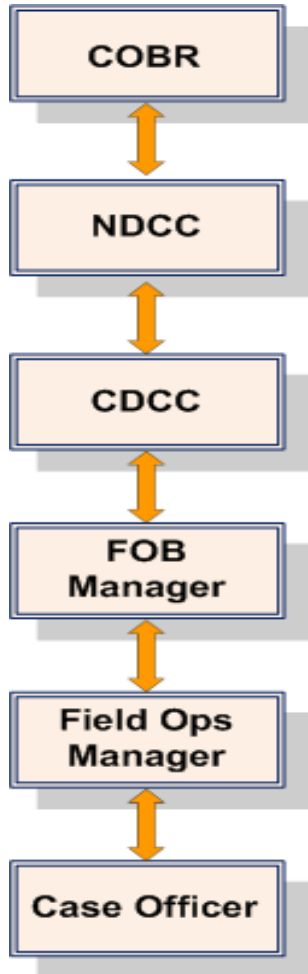 COBR
NDCC
CDCC
FOB
Manager
Field Ops
Manager
Case Officer